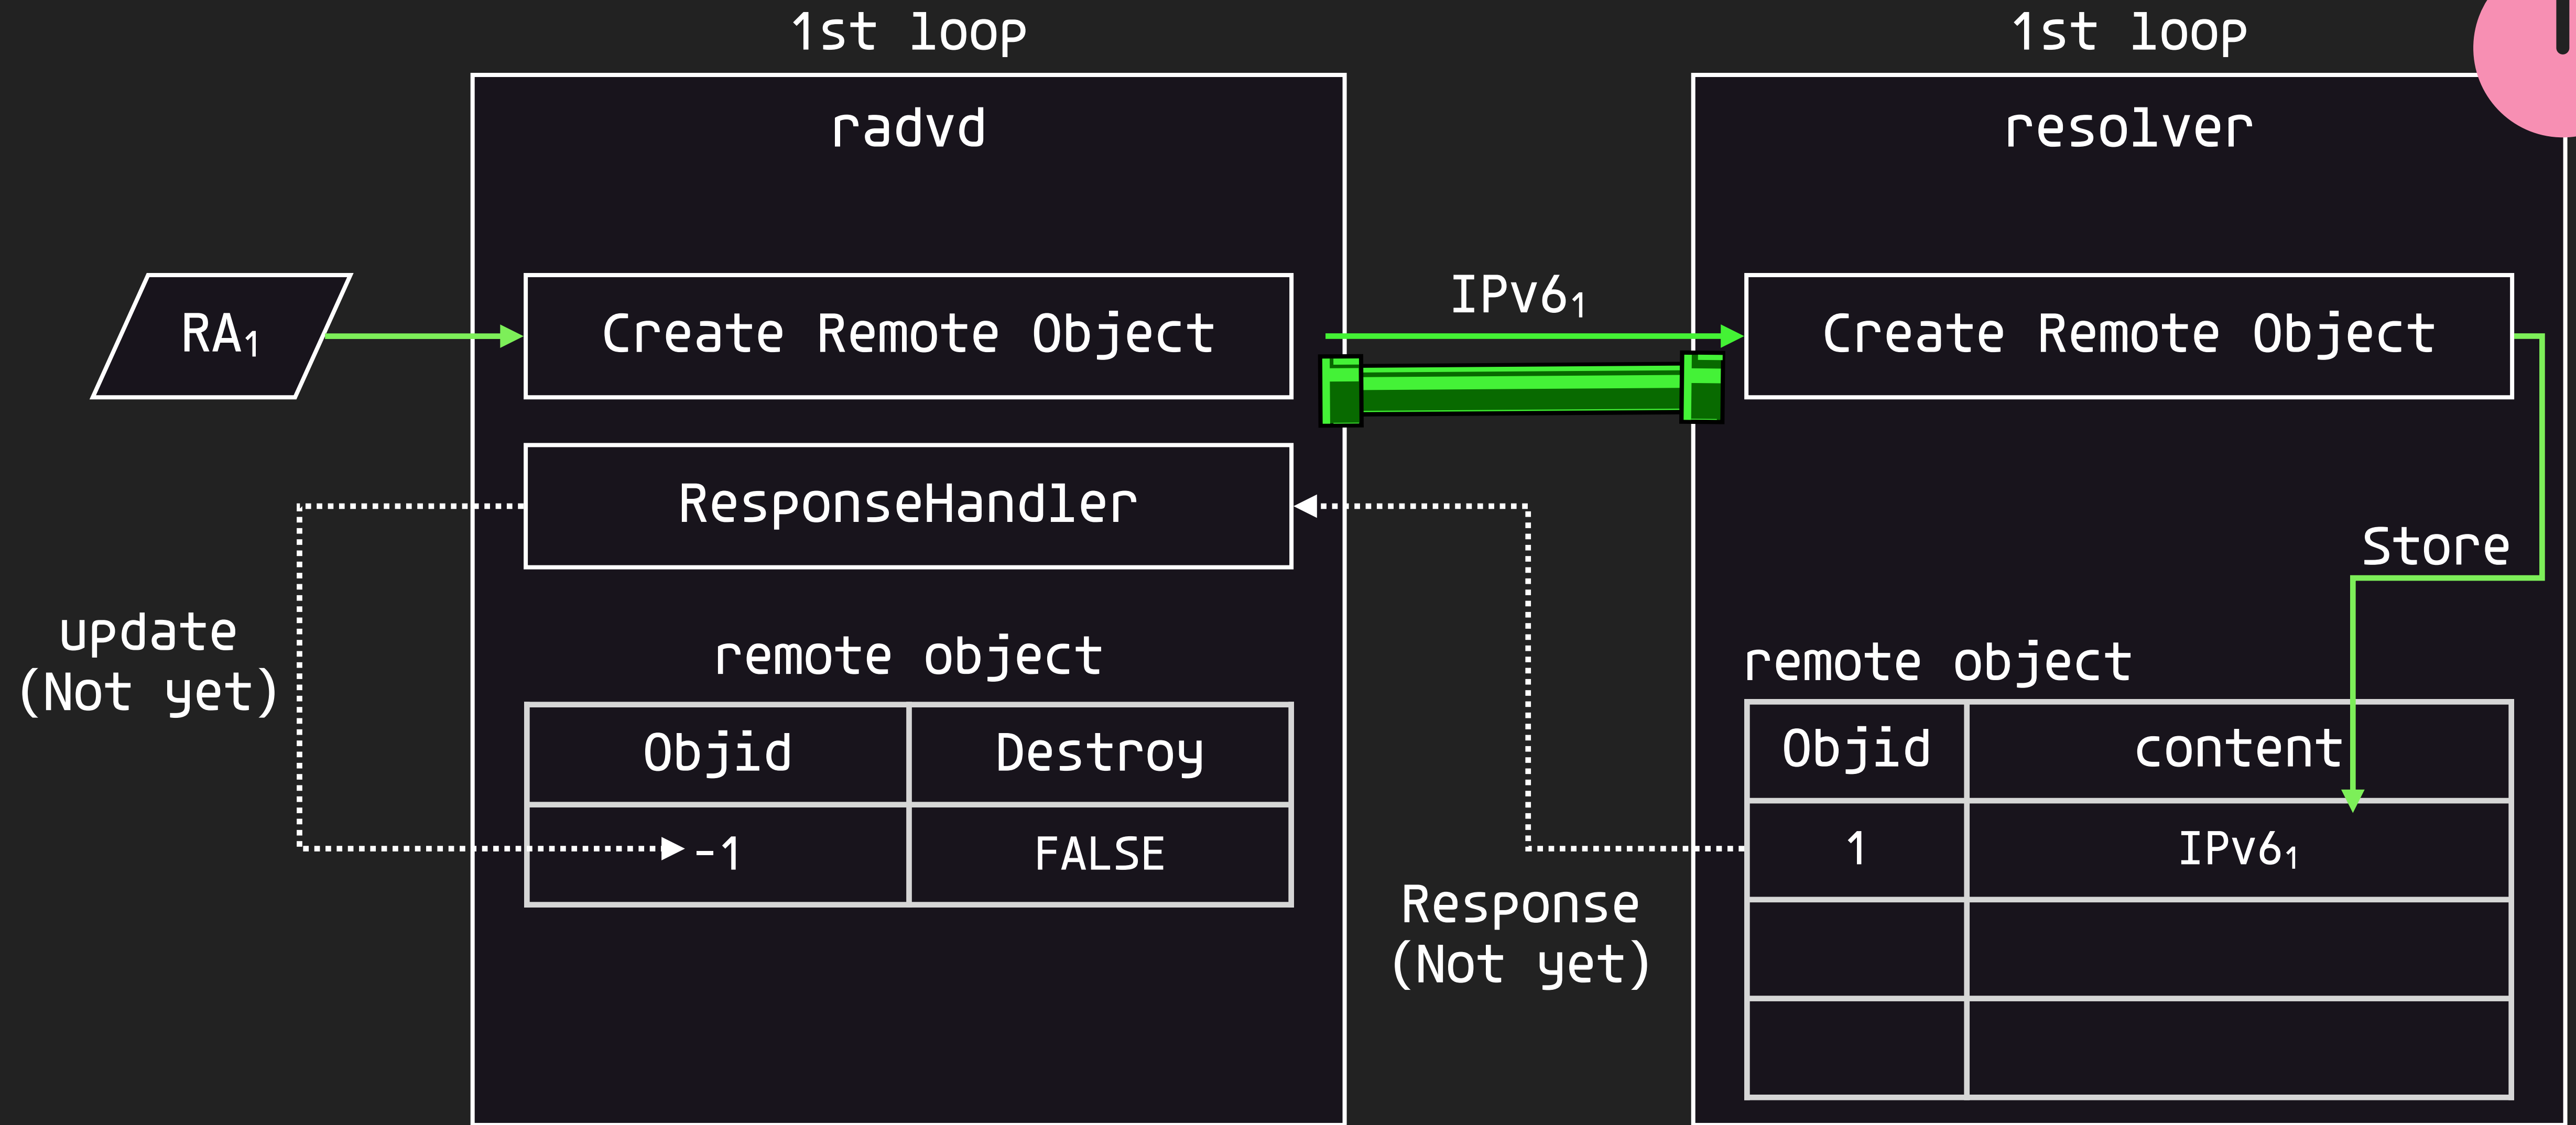 1st loop
1st loop
radvd
resolver
RA₁
Create Remote Object
IPv6₁
Create Remote Object
ResponseHandler
Store
update
(Not yet)
remote object
remote object
Objid
Destroy
Objid
content
-1
FALSE
1
IPv6₁
Response
(Not yet)